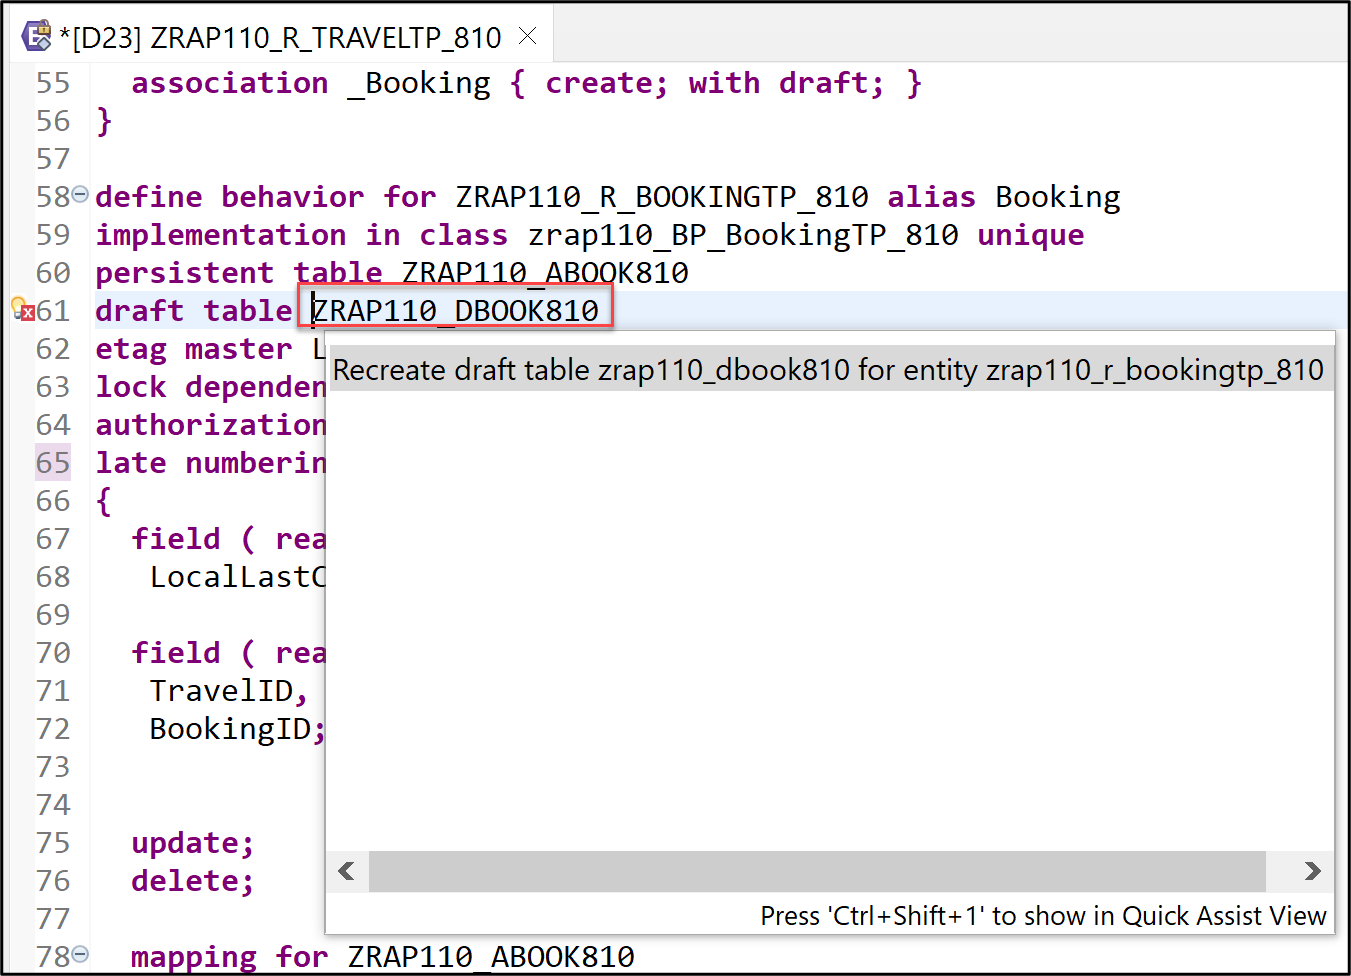 *[D23] ZRAP110_R_TRAVELTP_810
55 association _Booking { create; with draft; }
56 }
57
58 define behavior for ZRAP110_R_BOOKINGTP_810 alias Booking
59 implementation in class zrap110_BP_BookingTP_810 unique
60 persistent table ZRAP110_ABOOK810
61 draft table ZRAP110_DBOOK810
62 etag master L
63 lock dependen
64 authorization
65 late numberin
66 {
67 field ( rea
68 LocalLastC
69
70 field ( rea
71 TravelID,
72 BookingID;
73
74
75 update;
76 delete;
77
78 mapping for ZRAP110_ABOOK810
Recreate draft table zrap110_dbook810 for entity zrap110_r_bookingtp_810
Press 'Ctrl+Shift+1' to show in Quick Assist View